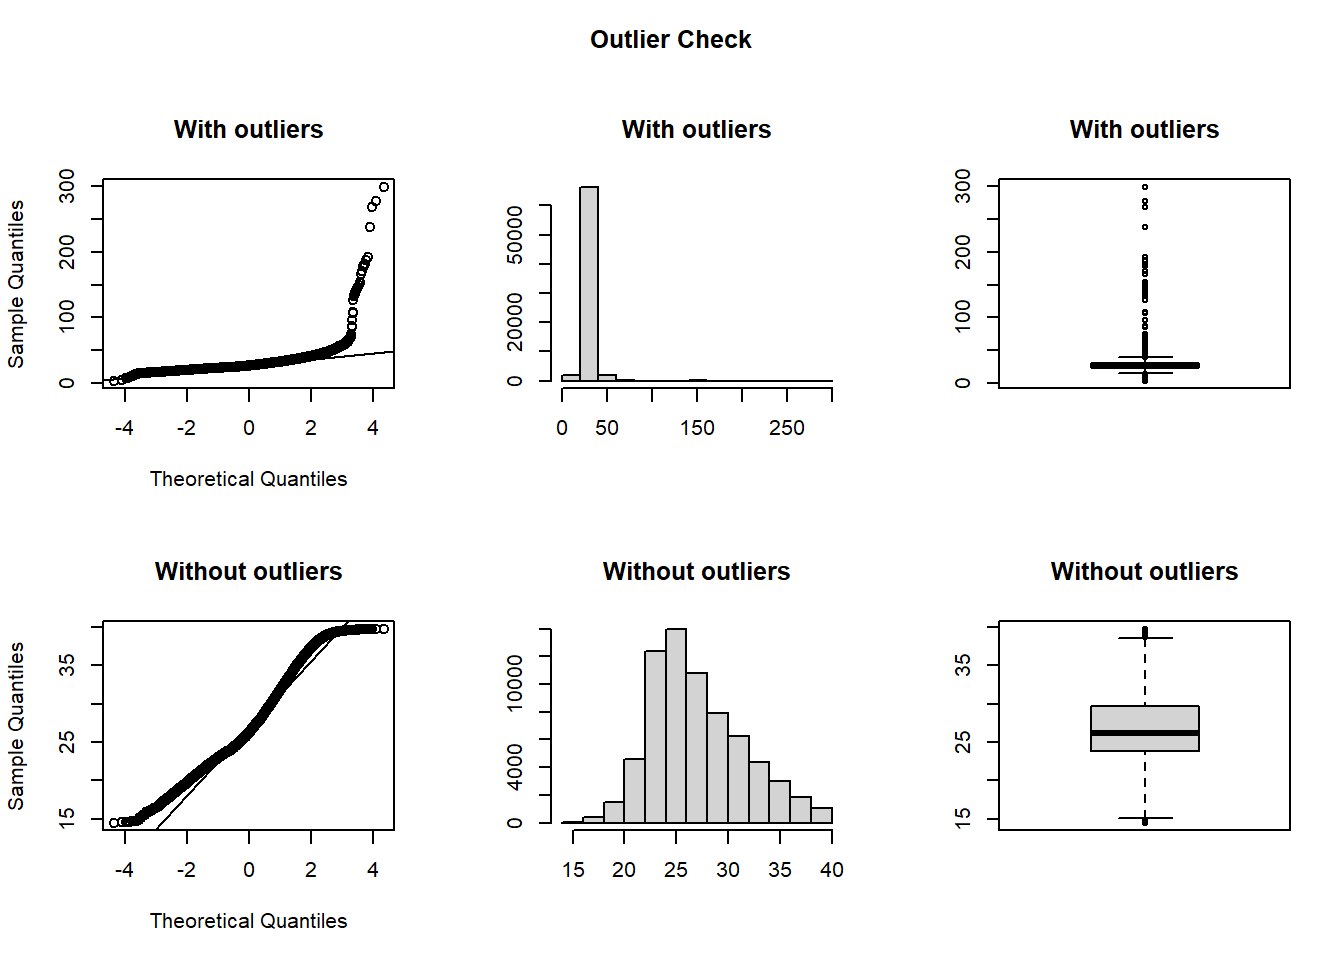 Outlier Check
With outliers
With outliers
With outliers
Sample Quantiles
0 100 200 300
-4 -2 0 2 4
Theoretical Quantiles
0 20000 50000
0 50 150 250
0 100 200 300
Without outliers
Without outliers
Without outliers
Sample Quantiles
15 25 35
-4 -2 0 2 4
Theoretical Quantiles
0 4000 10000
15 20 25 30 35 40
15 25 35